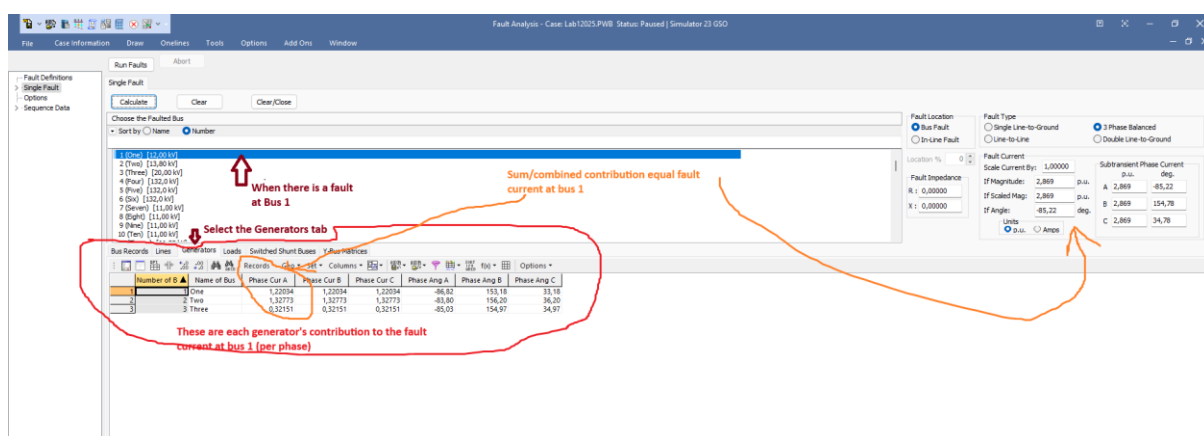 Fault Analysis - Case: Lab12025.PWB Status: Paused | Simulator 23 GSO
File Case Information Draw Onelines Tools Options Add Ons Window
Run Faults Abort
Fault Definitions
Single Fault
Options
Sequence Data
Single Fault
Calculate Clear Clear/Close
Choose the Faulted Bus
Sort by Name Number
1 (One) [12,00 kV]
2 (Two) [13,80 kV]
3 (Three) [20,00 kV]
4 (Four) [132,0 kV]
5 (Five) [132,0 kV]
6 (Six) [132,0 kV]
7 (Seven) [11,00 kV]
8 (Eight) [11,00 kV]
9 (Nine) [11,00 kV]
10 (Ten) [11,00 kV]
When there is a fault
at Bus 1
Select the Generators tab
Sum/combined contribution equal fault
current at bus 1
Fault Location
Bus Fault
In-Line Fault
Location % 0
Fault Impedance
R : 0,00000
X : 0,00000
Fault Type
Single Line-to-Ground 3 Phase Balanced
Line-to-Line Double Line-to-Ground
Fault Current
Scale Current By: 1,00000
If Magnitude: 2,869 p.u.
If Scaled Mag: 2,869 p.u.
If Angle: -85,22 deg.
Units
p.u. Amps
Subtransient Phase Current
p.u. deg.
A 2,869 -85,22
B 2,869 154,78
C 2,869 34,78
Bus Records Lines Generators Loads Switched Shunt Buses Y-Bus Matrices
Records Geo Set Columns f(x) Options
Number of B Name of Bus Phase Cur A Phase Cur B Phase Cur C Phase Ang A Phase Ang B Phase Ang C
1 1 One 1,22034 1,22034 1,22034 -86,82 153,18 33,18
2 2 Two 1,32773 1,32773 1,32773 -83,80 156,20 36,20
3 3 Three 0,32151 0,32151 0,32151 -85,03 154,97 34,97
These are each generator's contribution to the fault
current at bus 1 (per phase)